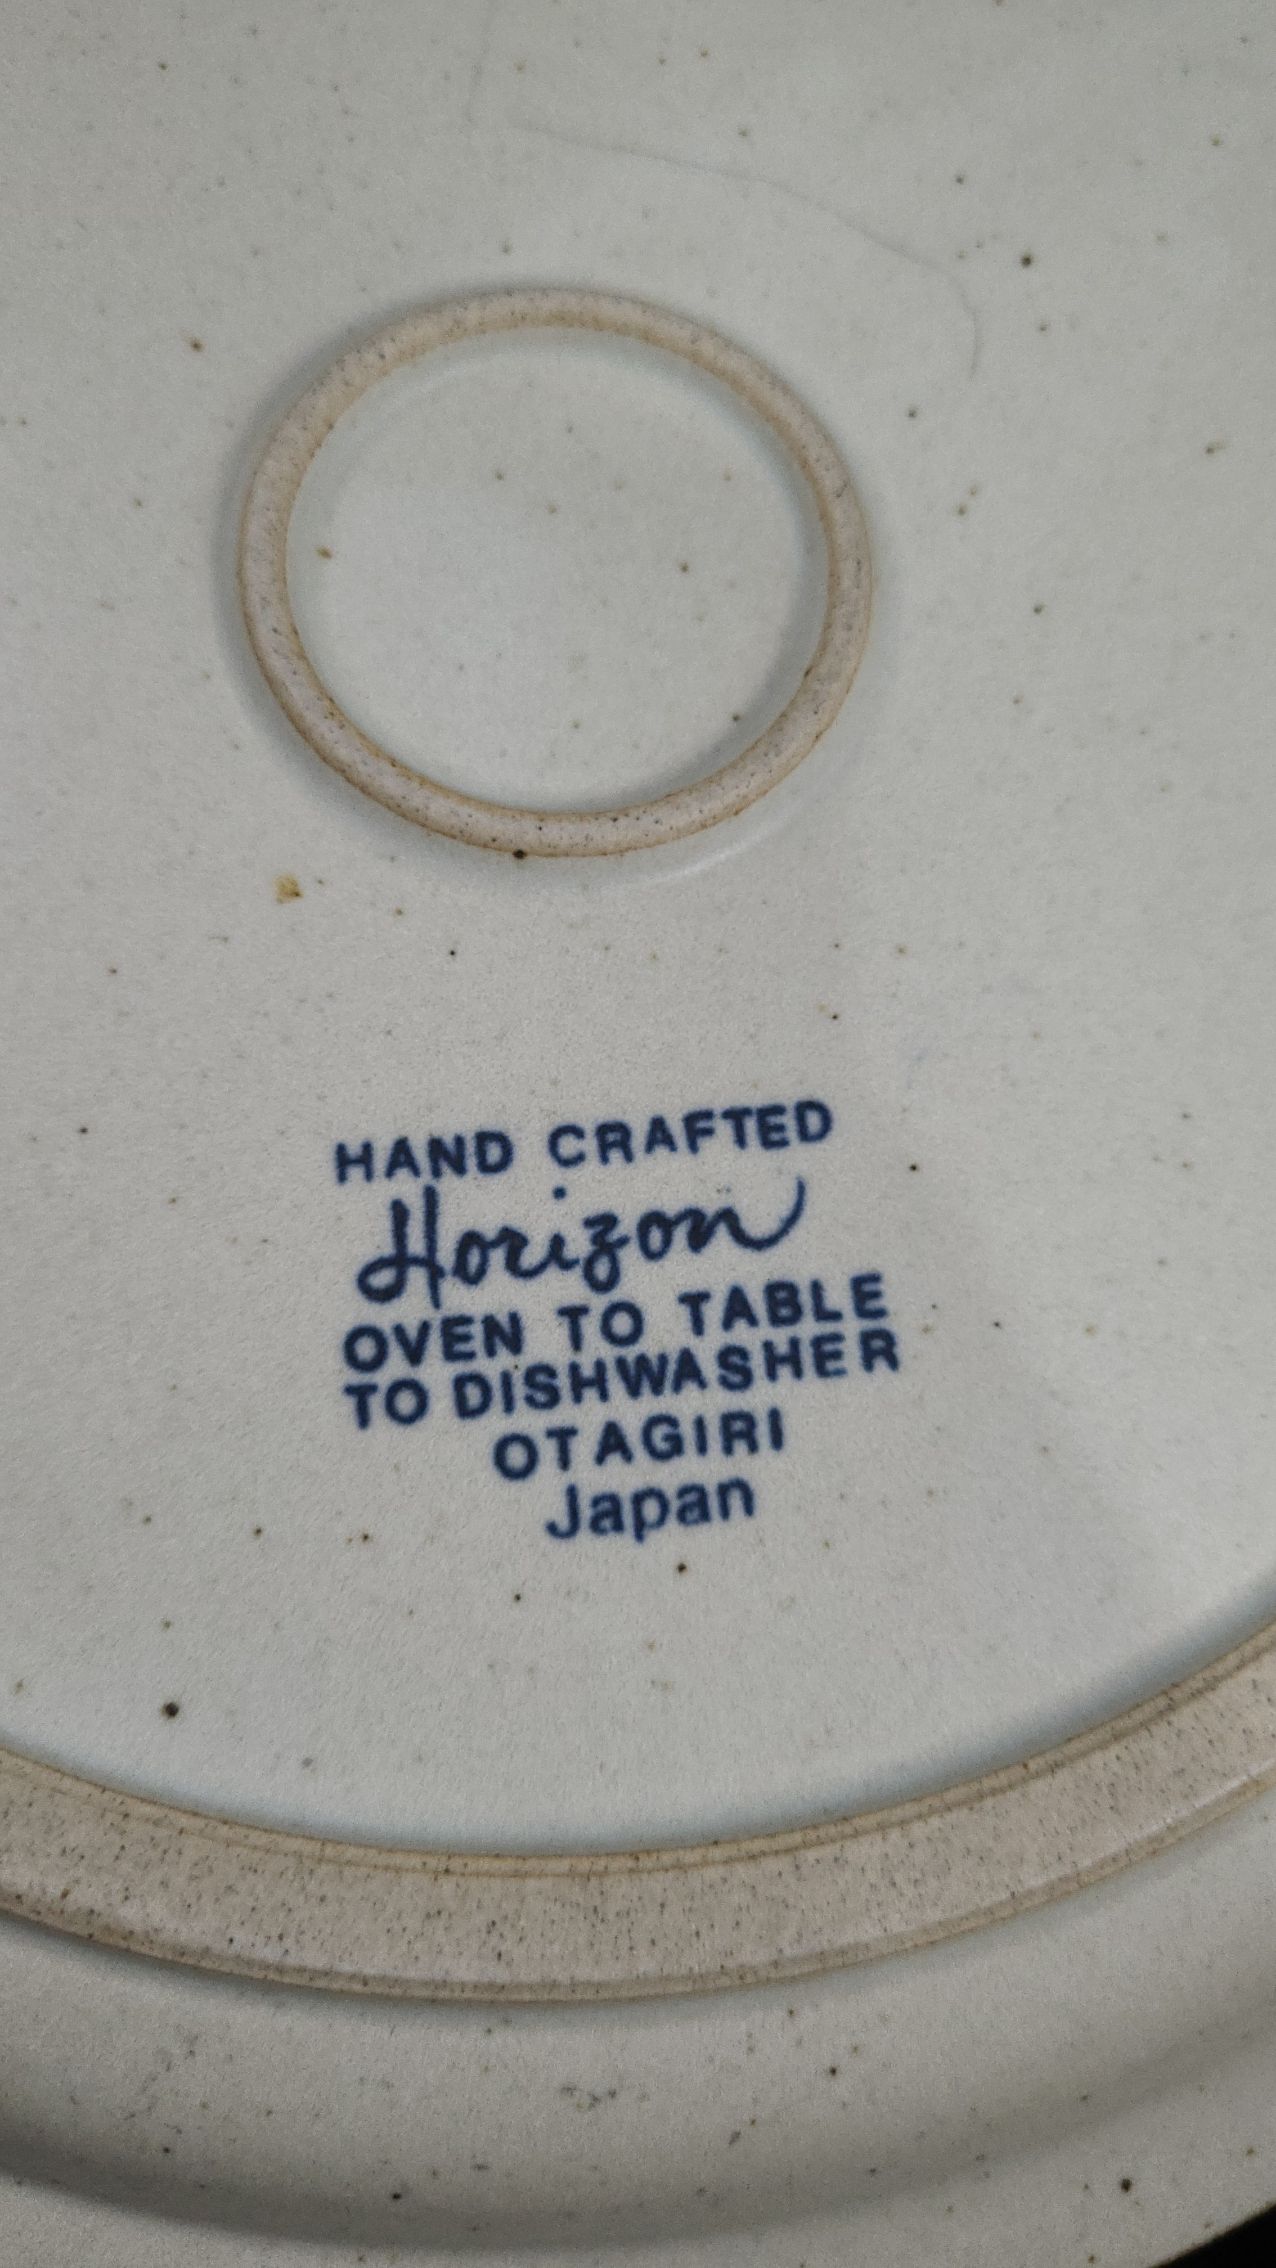 HAND CRAFTED
Horizon
OVEN TO TABLE
TO DISHWASHER
OTAGIRI
Japan